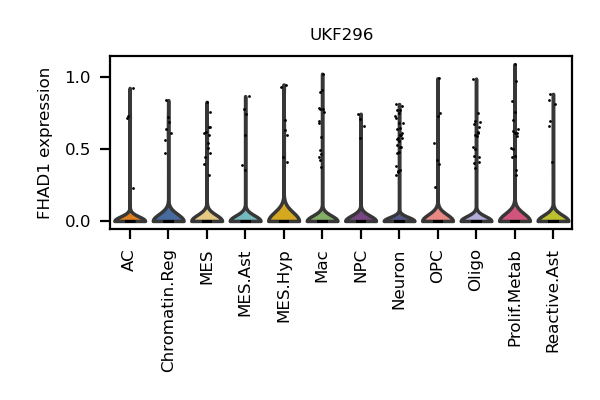 UKF296
FHAD1 expression
1.0
0.5
0.0
AC
Chromatin.Reg
MES
MES.Ast
MES.Hyp
Mac
NPC
Neuron
OPC
Oligo
Prolif.Metab
Reactive.Ast